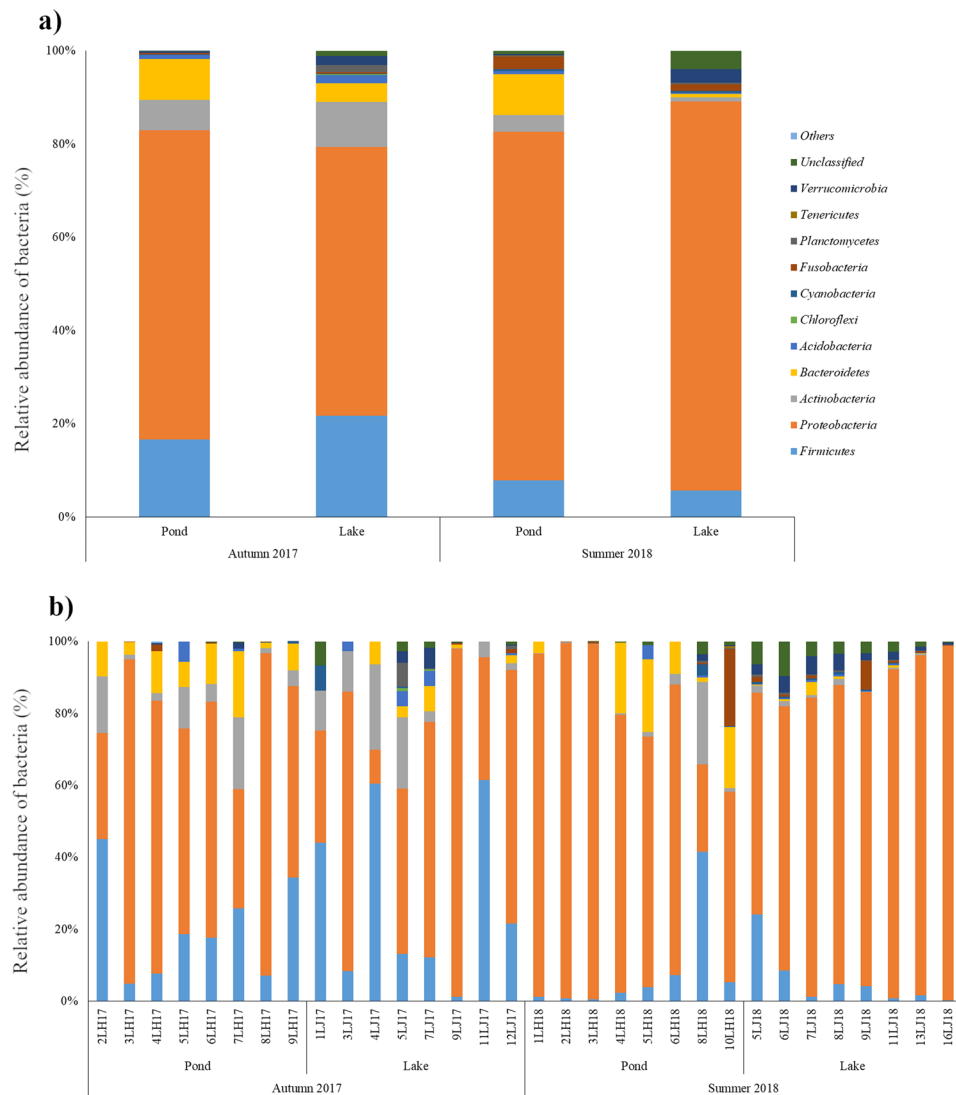 a)
Relative abundance of bacteria (%)
100%
80%
60%
40%
20%
0%
Pond
Lake
Pond
Lake
Autumn 2017
Summer 2018
Others
Unclassified
Verrucomicrobia
Tenericutes
Planctomycetes
Fusobacteria
Cyanobacteria
Chloroflexi
Acidobacteria
Bacteroidetes
Actinobacteria
Proteobacteria
Firmicutes
b)
Relative abundance of bacteria (%)
100%
80%
60%
40%
20%
0%
2LH17
3LH17
4LH17
5LH17
6LH17
7LH17
8LH17
9LH17
1LJ17
3LJ17
4LJ17
5LJ17
7LJ17
9LJ17
11LJ17
12LJ17
1LH18
2LH18
3LH18
4LH18
5LH18
6LH18
8LH18
10LH18
5LJ18
6LJ18
7LJ18
8LJ18
9LJ18
11LJ18
13LJ18
16LJ18
Pond
Lake
Pond
Lake
Autumn 2017
Summer 2018